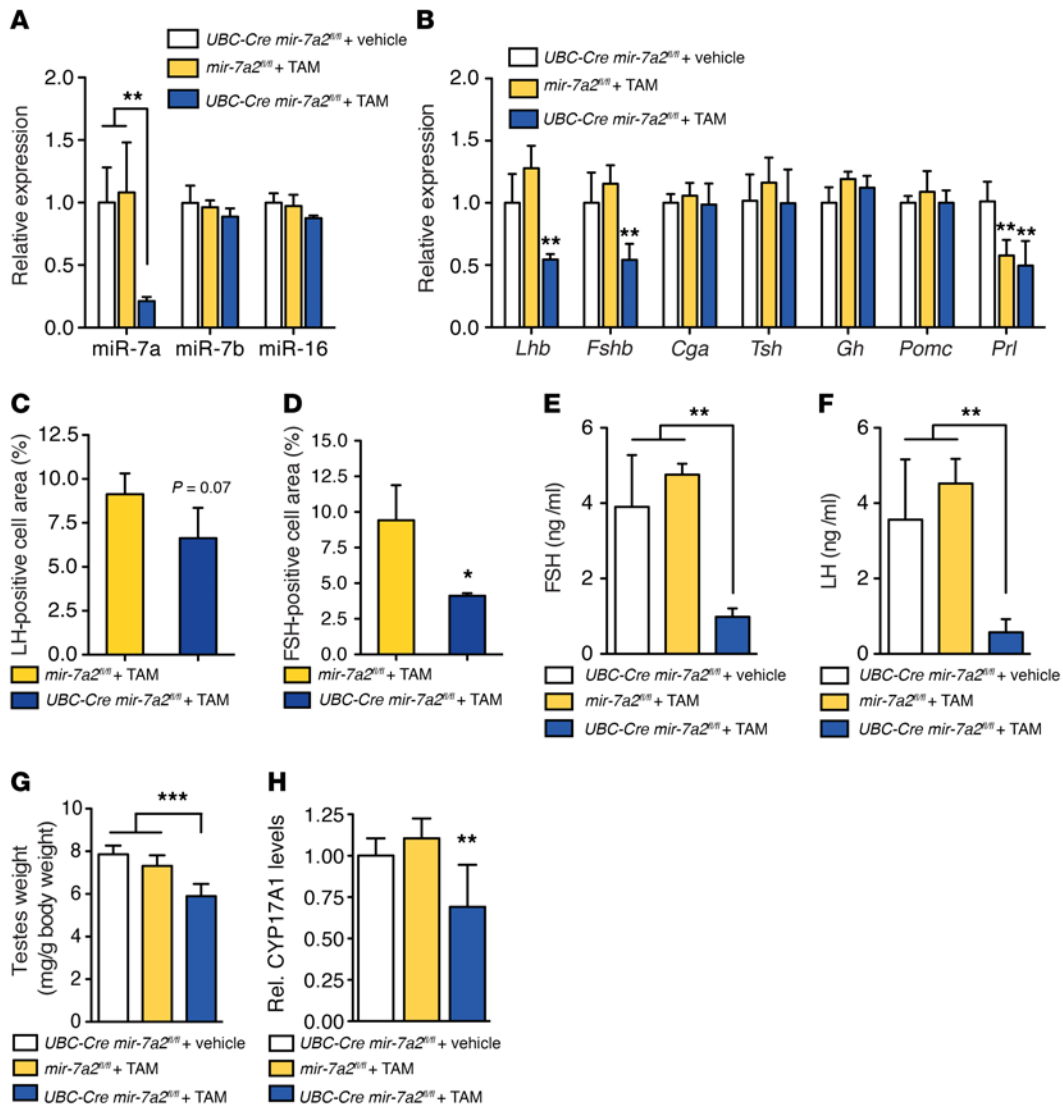 A
UBC-Cre mir-7a2fl/fl + vehicle
mir-7a2fl/fl + TAM
UBC-Cre mir-7a2fl/fl + TAM
Relative expression
2.0
1.5
1.0
0.5
0.0
**
miR-7a miR-7b miR-16
B
UBC-Cre mir-7a2fl/fl + vehicle
mir-7a2fl/fl + TAM
UBC-Cre mir-7a2fl/fl + TAM
Relative expression
2.0
1.5
1.0
0.5
0.0
** ** ** **
Lhb Fshb Cga Tsh Gh Pomc Prl
C
LH-positive cell area (%)
12.5
10.0
7.5
5.0
2.5
0.0
P = 0.07
mir-7a2fl/fl + TAM
UBC-Cre mir-7a2fl/fl + TAM
D
FSH-positive cell area (%)
15.0
12.5
10.0
7.5
5.0
2.5
0.0
*
mir-7a2fl/fl + TAM
UBC-Cre mir-7a2fl/fl + TAM
E
FSH (ng /ml)
6
4
2
0
**
UBC-Cre mir-7a2fl/fl + vehicle
mir-7a2fl/fl + TAM
UBC-Cre mir-7a2fl/fl + TAM
F
LH (ng /ml)
6
4
2
0
**
UBC-Cre mir-7a2fl/fl + vehicle
mir-7a2fl/fl + TAM
UBC-Cre mir-7a2fl/fl + TAM
G
Testes weight
(mg/g body weight)
10
8
6
4
2
0
***
UBC-Cre mir-7a2fl/fl + vehicle
mir-7a2fl/fl + TAM
UBC-Cre mir-7a2fl/fl + TAM
H
Rel. CYP17A1 levels
1.25
1.00
0.75
0.50
0.25
0.00
**
UBC-Cre mir-7a2fl/fl + vehicle
mir-7a2fl/fl + TAM
UBC-Cre mir-7a2fl/fl + TAM